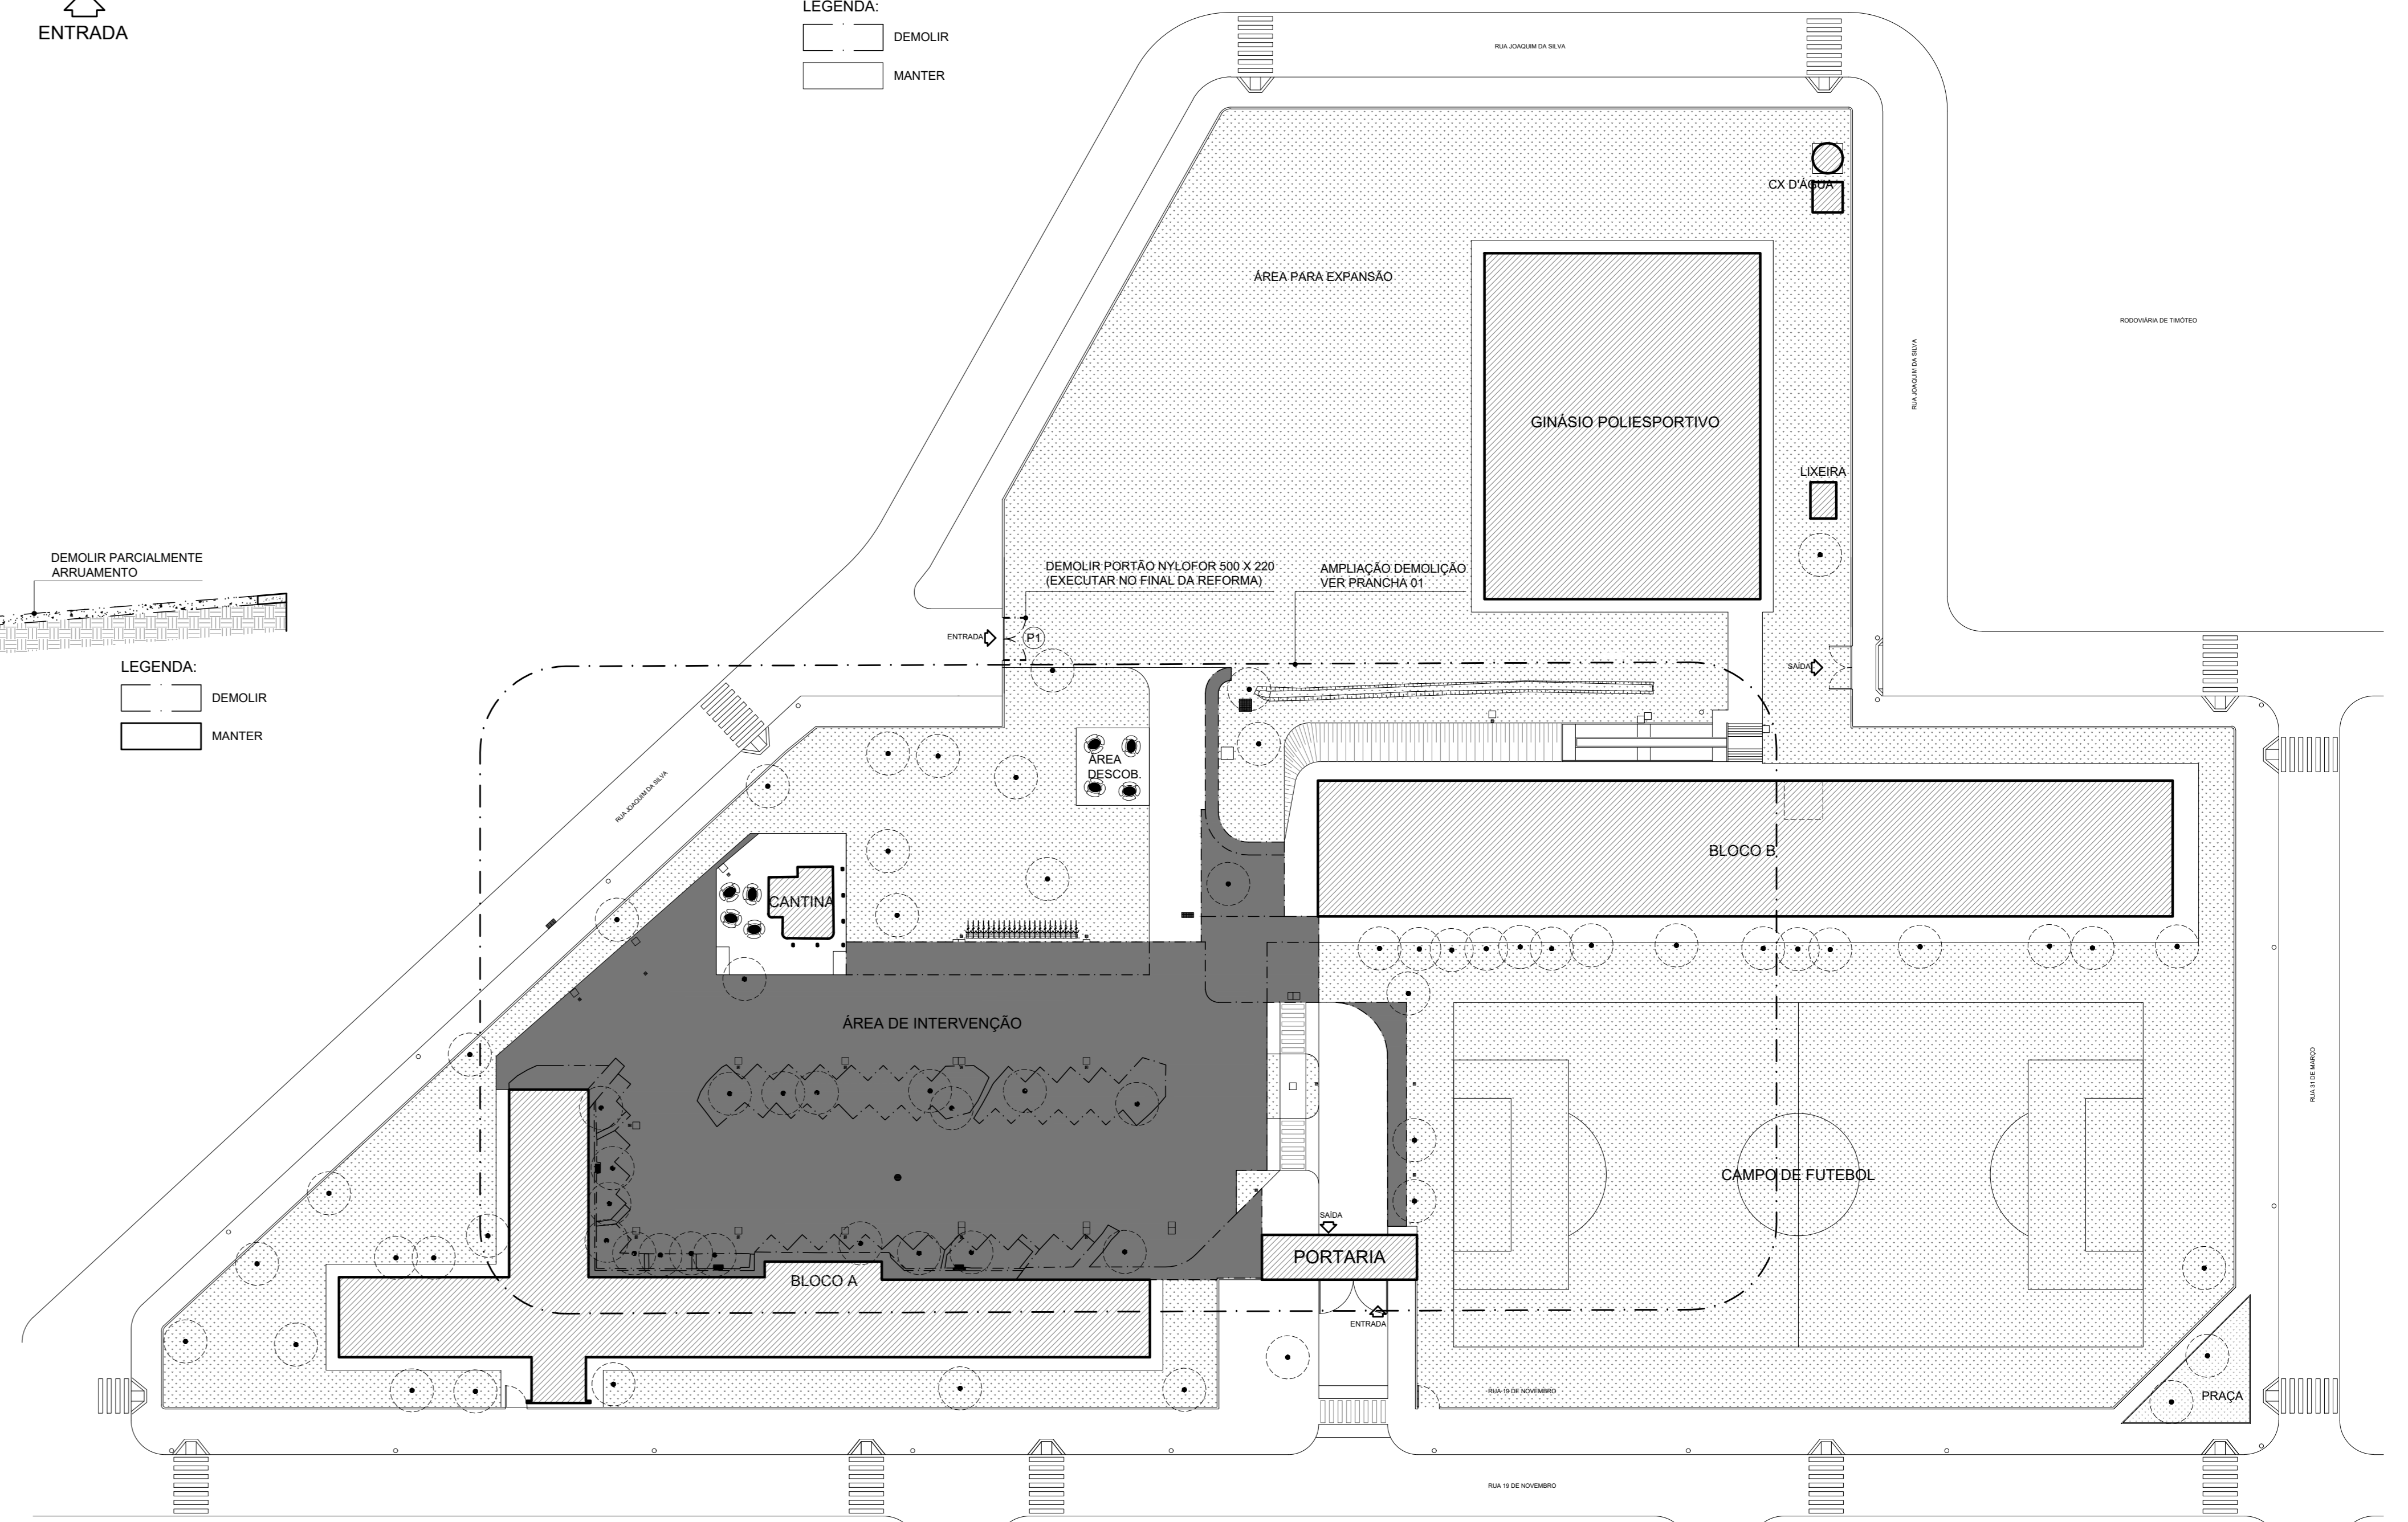 ENTRADA
LEGENDA:
DEMOLIR
MANTER
RUA JOAQUIM DA SILVA
CX D'ÁGUA
ÁREA PARA EXPANSÃO
RODOVIÁRIA DE TIMÓTEO
RUA JOAQUIM DA SILVA
GINÁSIO POLIESPORTIVO
LIXEIRA
DEMOLIR PARCIALMENTE
ARRUAMENTO
DEMOLIR PORTÃO NYLOFOR 500 X 220
(EXECUTAR NO FINAL DA REFORMA)
AMPLIAÇÃO DEMOLIÇÃO
VER PRANCHA 01
ENTRADA
P1
SAÍDA
LEGENDA:
DEMOLIR
MANTER
ÁREA
DESCOB.
RUA JOAQUIM DA SILVA
BLOCO B
CANTINA
ÁREA DE INTERVENÇÃO
RUA 31 DE MARÇO
CAMPO DE FUTEBOL
SAÍDA
PORTARIA
BLOCO A
ENTRADA
RUA 19 DE NOVEMBRO
PRAÇA
RUA 19 DE NOVEMBRO